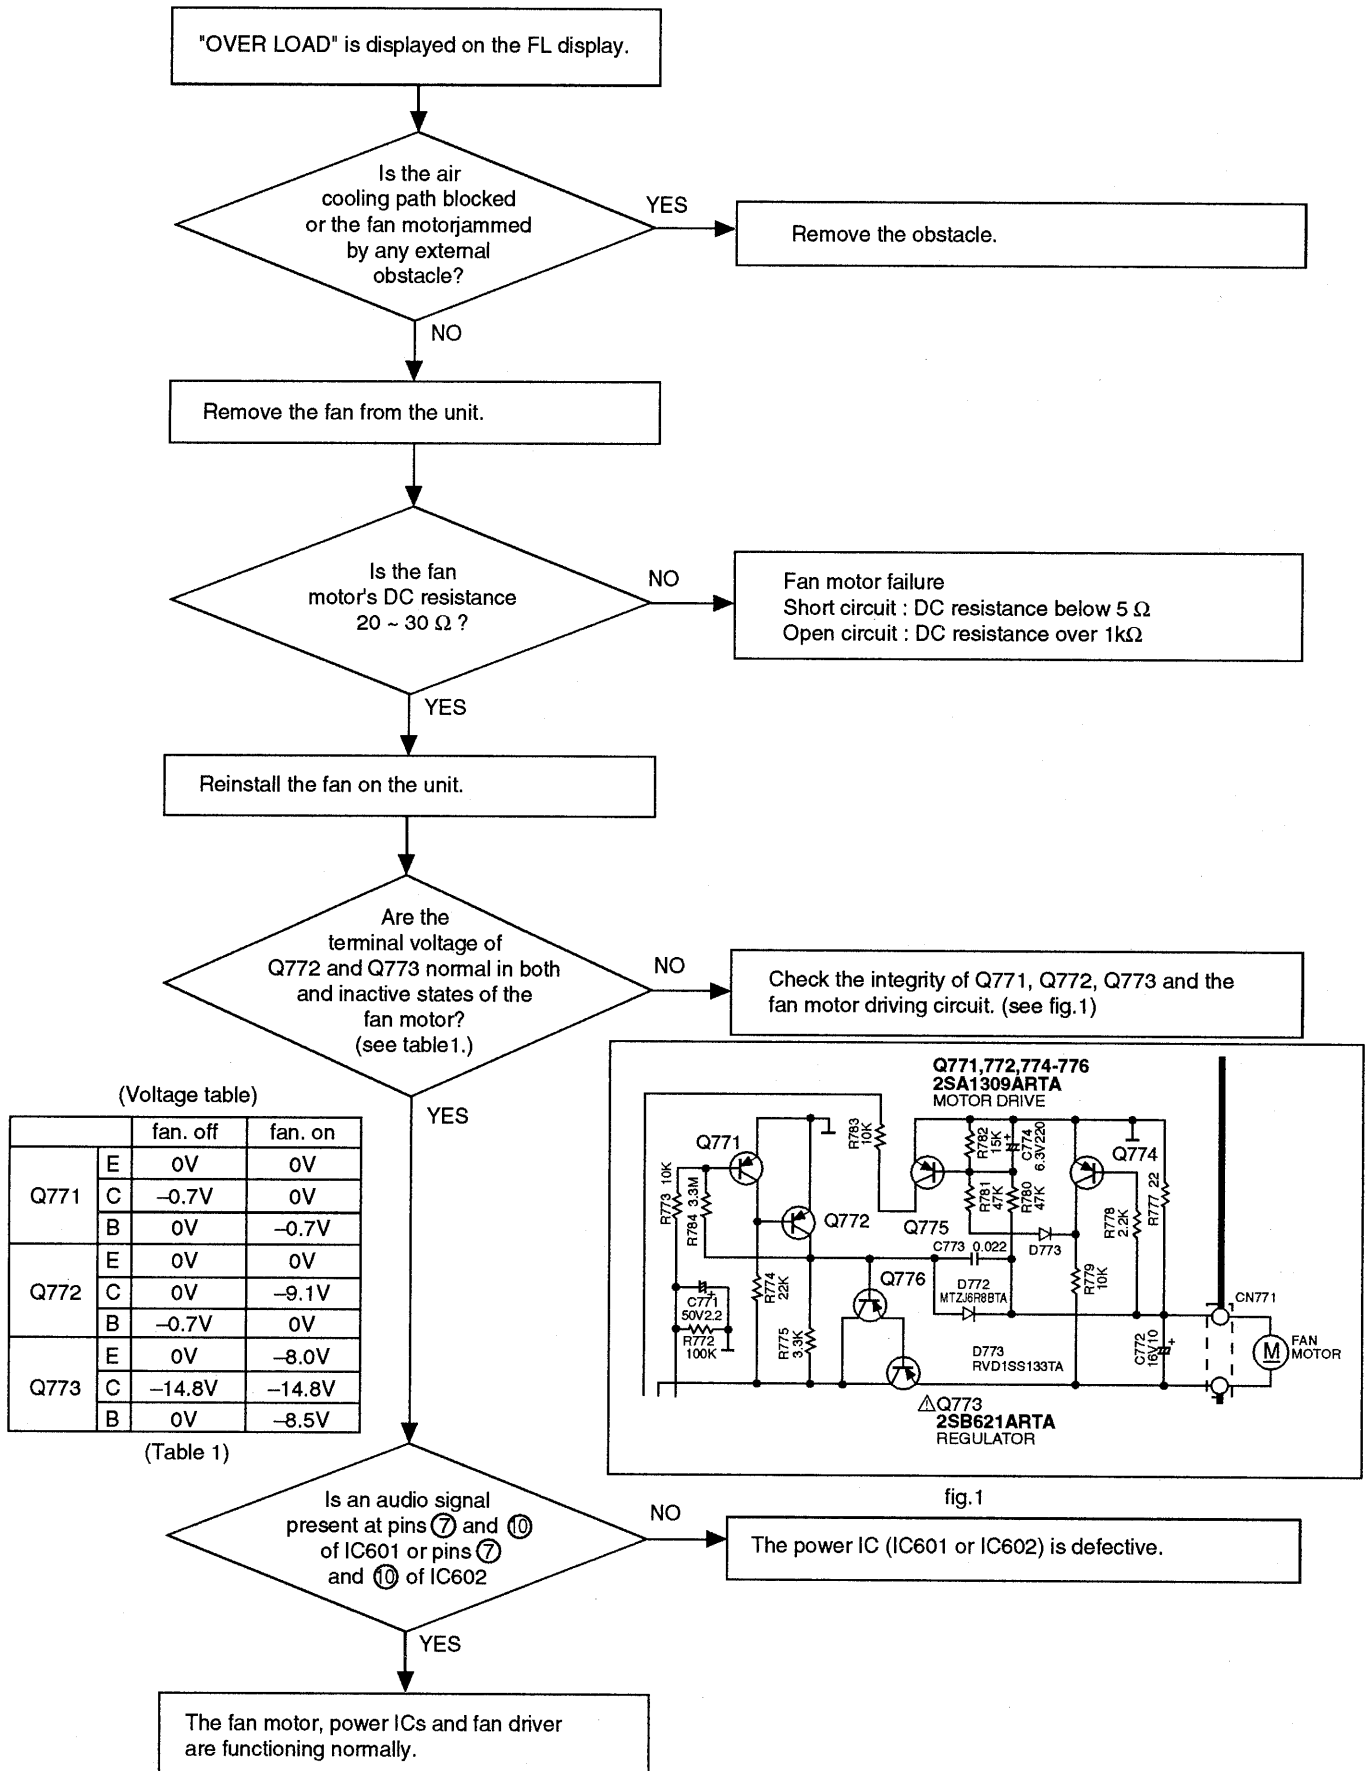 "OVER LOAD" is displayed on the FL display.
Is the air
cooling path blocked
or the fan motorjammed
by any external
obstacle?
YES
Remove the obstacle.
NO
Remove the fan from the unit.
Is the fan
motor's DC resistance
20 ~ 30 Ω ?
NO
Fan motor failure
Short circuit : DC resistance below 5 Ω
Open circuit : DC resistance over 1kΩ
YES
Reinstall the fan on the unit.
Are the
terminal voltage of
Q772 and Q773 normal in both
and inactive states of the
fan motor?
(see table1.)
NO
Check the integrity of Q771, Q772, Q773 and the
fan motor driving circuit. (see fig.1)
YES
(Voltage table)
fan. off fan. on
Q771 E 0V 0V
C –0.7V 0V
B 0V –0.7V
Q772 E 0V 0V
C 0V –9.1V
B –0.7V 0V
Q773 E 0V –8.0V
C –14.8V –14.8V
B 0V –8.5V
(Table 1)
Q771,772,774-776
2SA1309ARTA
MOTOR DRIVE
R783
10K
Q771
R773 10K
R784 3.3M
Q772
R782
15K
C774
6.3V220
Q774
R781
47K
R780
47K
Q775
R778
2.2K
R777 22
C773 0.022
D773
R779
10K
R774
22K
Q776
D772
MTZJ6R8BTA
C771
50V2.2
R772
100K
R775
3.3K
D773
RVD1SS133TA
C772
16V10
CN771
M
FAN
MOTOR
Q773
2SB621ARTA
REGULATOR
fig.1
Is an audio signal
present at pins ⑦ and ⑩
of IC601 or pins ⑦
and ⑩ of IC602
NO
The power IC (IC601 or IC602) is defective.
YES
The fan motor, power ICs and fan driver
are functioning normally.